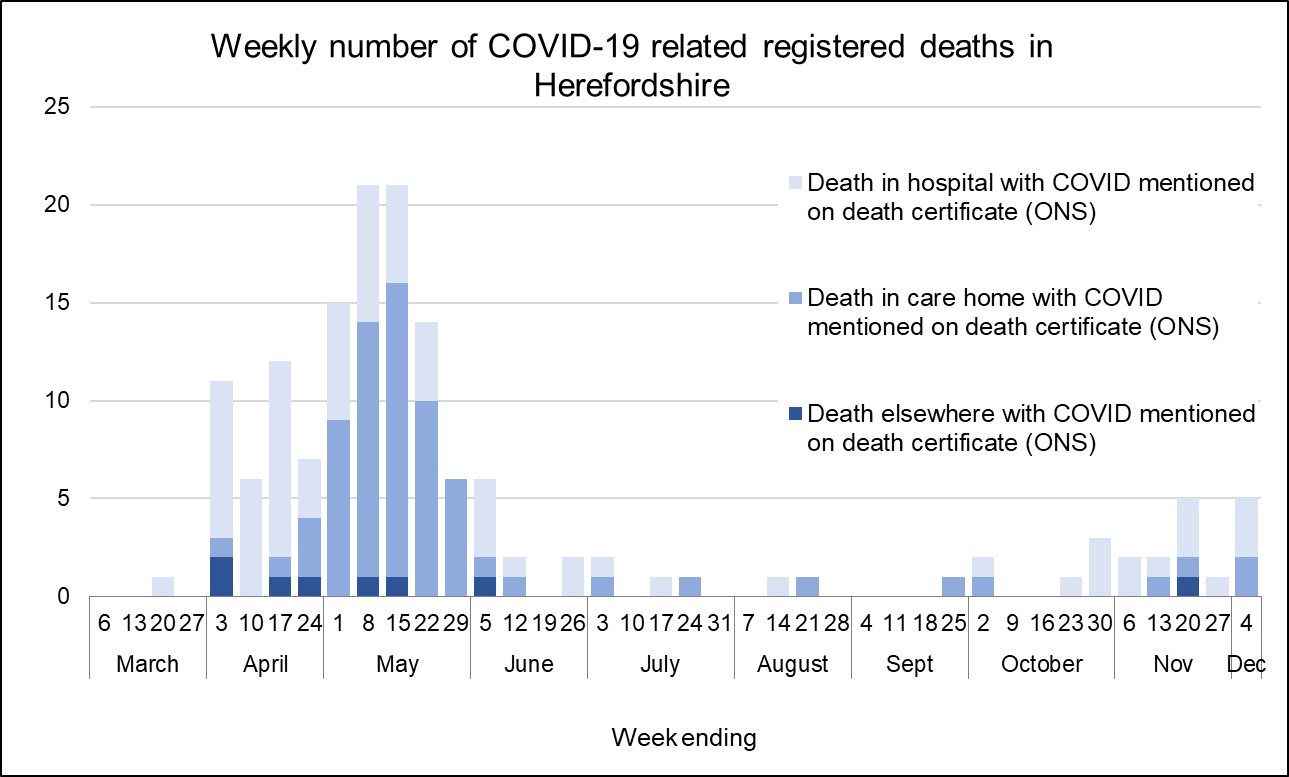 Weekly number of COVID-19 related registered deaths in
Herefordshire
25
20
15
10
5
0
Death in hospital with COVID mentioned
on death certificate (ONS)
Death in care home with COVID
mentioned on death certificate (ONS)
Death elsewhere with COVID mentioned
on death certificate (ONS)
6 13 20 27 3 10 17 24 1 8 15 22 29 5 12 19 26 3 10 17 24 31 7 14 21 28 4 11 18 25 2 9 16 23 30 6 13 20 27 4
March April May June July August Sept October Nov Dec
Week ending